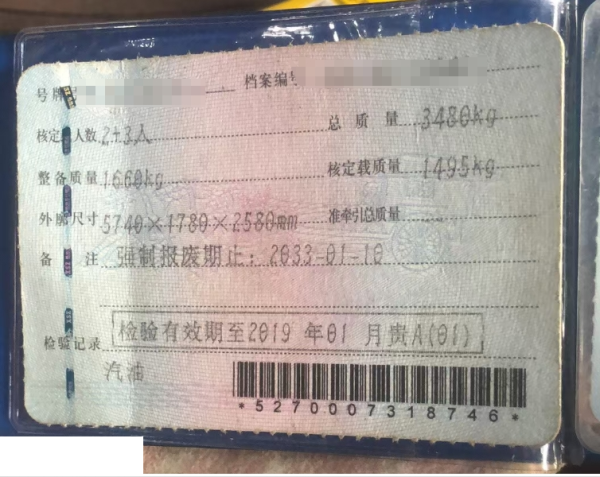 号牌 档案编号
核定人数 2+3人 总质量 3480kg
整备质量 1660kg 核定载质量 1495kg
外廓尺寸 5740×1780×2580mm 准牵引总质量
备注 强制报废期止：2033-01-10
检验记录 检验有效期至2019年01月贵A(01)
汽油
*5270007318746*